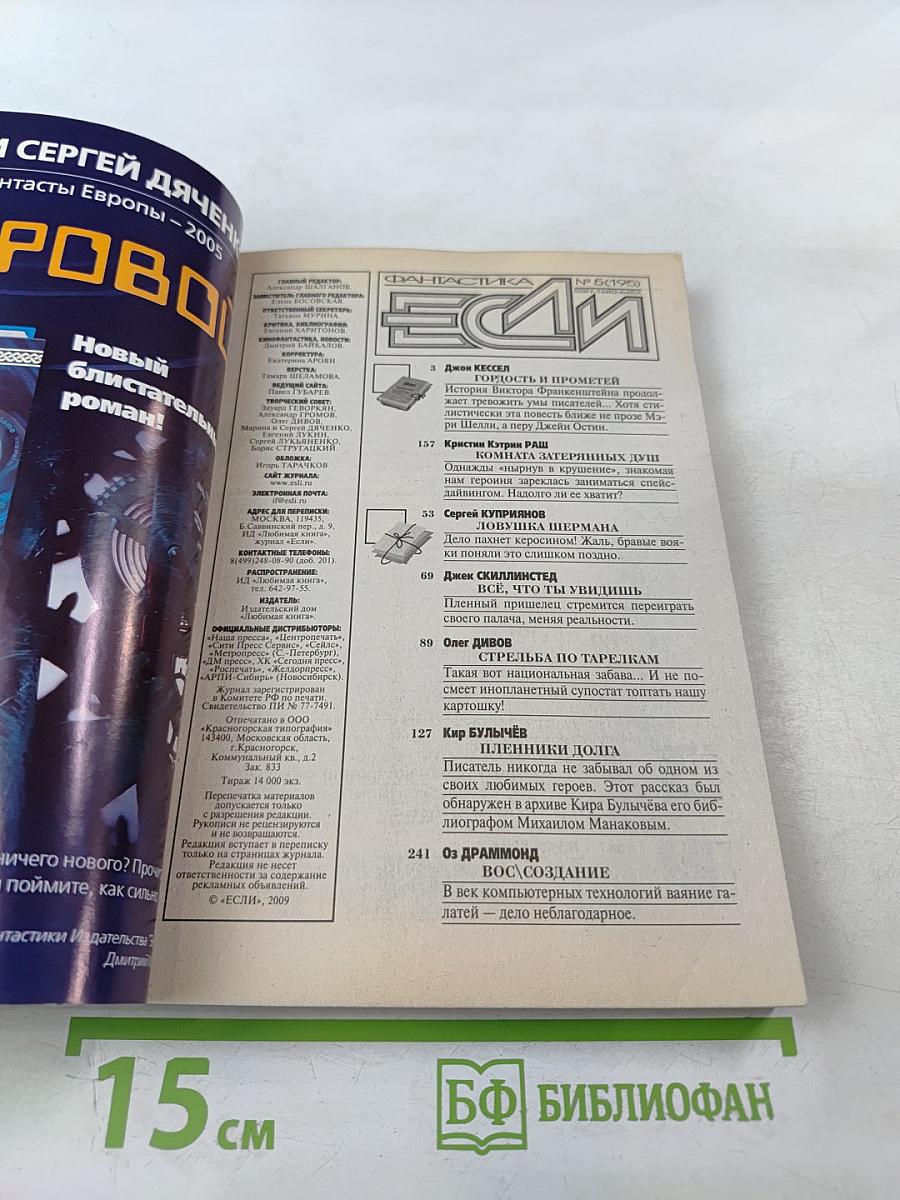 И СЕРГЕЙ ДЯЧЕНКО
Европы – 2005
Новый
блистательный
роман!
ничего нового?
поймите, как
Издательства
ГЛАВНЫЙ РЕДАКТОР:
Александр ШАЛГАНОВ.
ЗАМЕСТИТЕЛЬ ГЛАВНОГО РЕДАКТОРА:
Елена БОСОВСКАЯ.
ОТВЕТСТВЕННЫЙ СЕКРЕТАРЬ:
Татьяна МУРИНА.
КРИТИКА, БИБЛИОГРАФИЯ:
Евгений ХАРИТОНОВ.
КИНОФАНТАСТИКА, НОВОСТИ:
Дмитрий БАЙКАЛОВ.
КОРРЕКТУРА:
Екатерина АРОЯН.
ВЕРСТКА:
Тамара ШЕЛАМОВА.
ВЕДУЩИЙ САЙТА:
Павел ГУБАРЕВ.
ТВОРЧЕСКИЙ СОВЕТ:
Эдуард ГЕВОРКЯН,
Александр ГРОМОВ,
Олег ДИВОВ,
Марина и Сергей ДЯЧЕНКО,
Евгений ЛУКИН,
Сергей ЛУКЬЯНЕНКО,
Борис СТРУГАЦКИЙ.
ОБЛОЖКА:
Игорь ТАРАЧКОВ.
САЙТ ЖУРНАЛА:
www.esli.ru
ЭЛЕКТРОННАЯ ПОЧТА:
if@esli.ru
АДРЕС ДЛЯ ПЕРЕПИСКИ:
МОСКВА, 119435,
Б.Саввинский пер., д. 9,
ИД «Любимая книга»,
журнал «Если».
КОНТАКТНЫЕ ТЕЛЕФОНЫ:
8(499)248-08-90 (доб. 201).
РАСПРОСТРАНЕНИЕ:
ИД «Любимая книга»,
тел. 642-97-55.
ИЗДАТЕЛЬ:
Издательский дом
«Любимая книга».
ОФИЦИАЛЬНЫЕ ДИСТРИБЬЮТОРЫ:
«Наша пресса», «Центропечать»,
«Сити Пресс Сервис», «Сейлс»,
«Метропресс» (С.-Петербург),
«ДМ пресс», ХК «Сегодня пресс»,
«Роспечать», «Желдорпресс»,
«АРПИ-Сибирь» (Новосибирск).
Журнал зарегистрирован
в Комитете РФ по печати.
Свидетельство ПИ № 77-7491.
Отпечатано в ООО
«Красногорская типография»
143400, Московская область,
г.Красногорск,
Коммунальный кв., д.2
Зак. 833
Тираж 14 000 экз.
Перепечатка материалов
допускается только
с разрешения редакции.
Рукописи не рецензируются
и не возвращаются.
Редакция вступает в переписку
только на страницах журнала.
Редакция не несет
ответственности за содержание
рекламных объявлений.
© «ЕСЛИ», 2009
ФАНТАСТИКА
№ 5(195)
ISSN 1680-645X
ЕСЛИ
3 Джон КЕССЕЛ
ГОРДОСТЬ И ПРОМЕТЕЙ
История Виктора Франкенштейна продол-
жает тревожить умы писателей... Хотя сти-
листически эта повесть ближе не прозе Мэ-
ри Шелли, а перу Джейн Остин.
157 Кристин Кэтрин РАШ
КОМНАТА ЗАТЕРЯННЫХ ДУШ
Однажды «нырнув в крушение», знакомая
нам героиня зареклась заниматься спейс-
дайвингом. Надолго ли ее хватит?
53 Сергей КУПРИЯНОВ
ЛОВУШКА ШЕРМАНА
Дело пахнет керосином! Жаль, бравые воя-
ки поняли это слишком поздно.
69 Джек СКИЛЛИНСТЕД
ВСЁ, ЧТО ТЫ УВИДИШЬ
Пленный пришелец стремится переиграть
своего палача, меняя реальности.
89 Олег ДИВОВ
СТРЕЛЬБА ПО ТАРЕЛКАМ
Такая вот национальная забава... И не по-
смеет инопланетный супостат топтать нашу
картошку!
127 Кир БУЛЫЧЁВ
ПЛЕННИКИ ДОЛГА
Писатель никогда не забывал об одном из
своих любимых героев. Этот рассказ был
обнаружен в архиве Кира Булычёва его биб-
лиографом Михаилом Манаковым.
241 Оз ДРАММОНД
ВОС\СОЗДАНИЕ
В век компьютерных технологий ваяние га-
латей — дело неблагодарное.
15 см
БФ БИБЛИОФАН